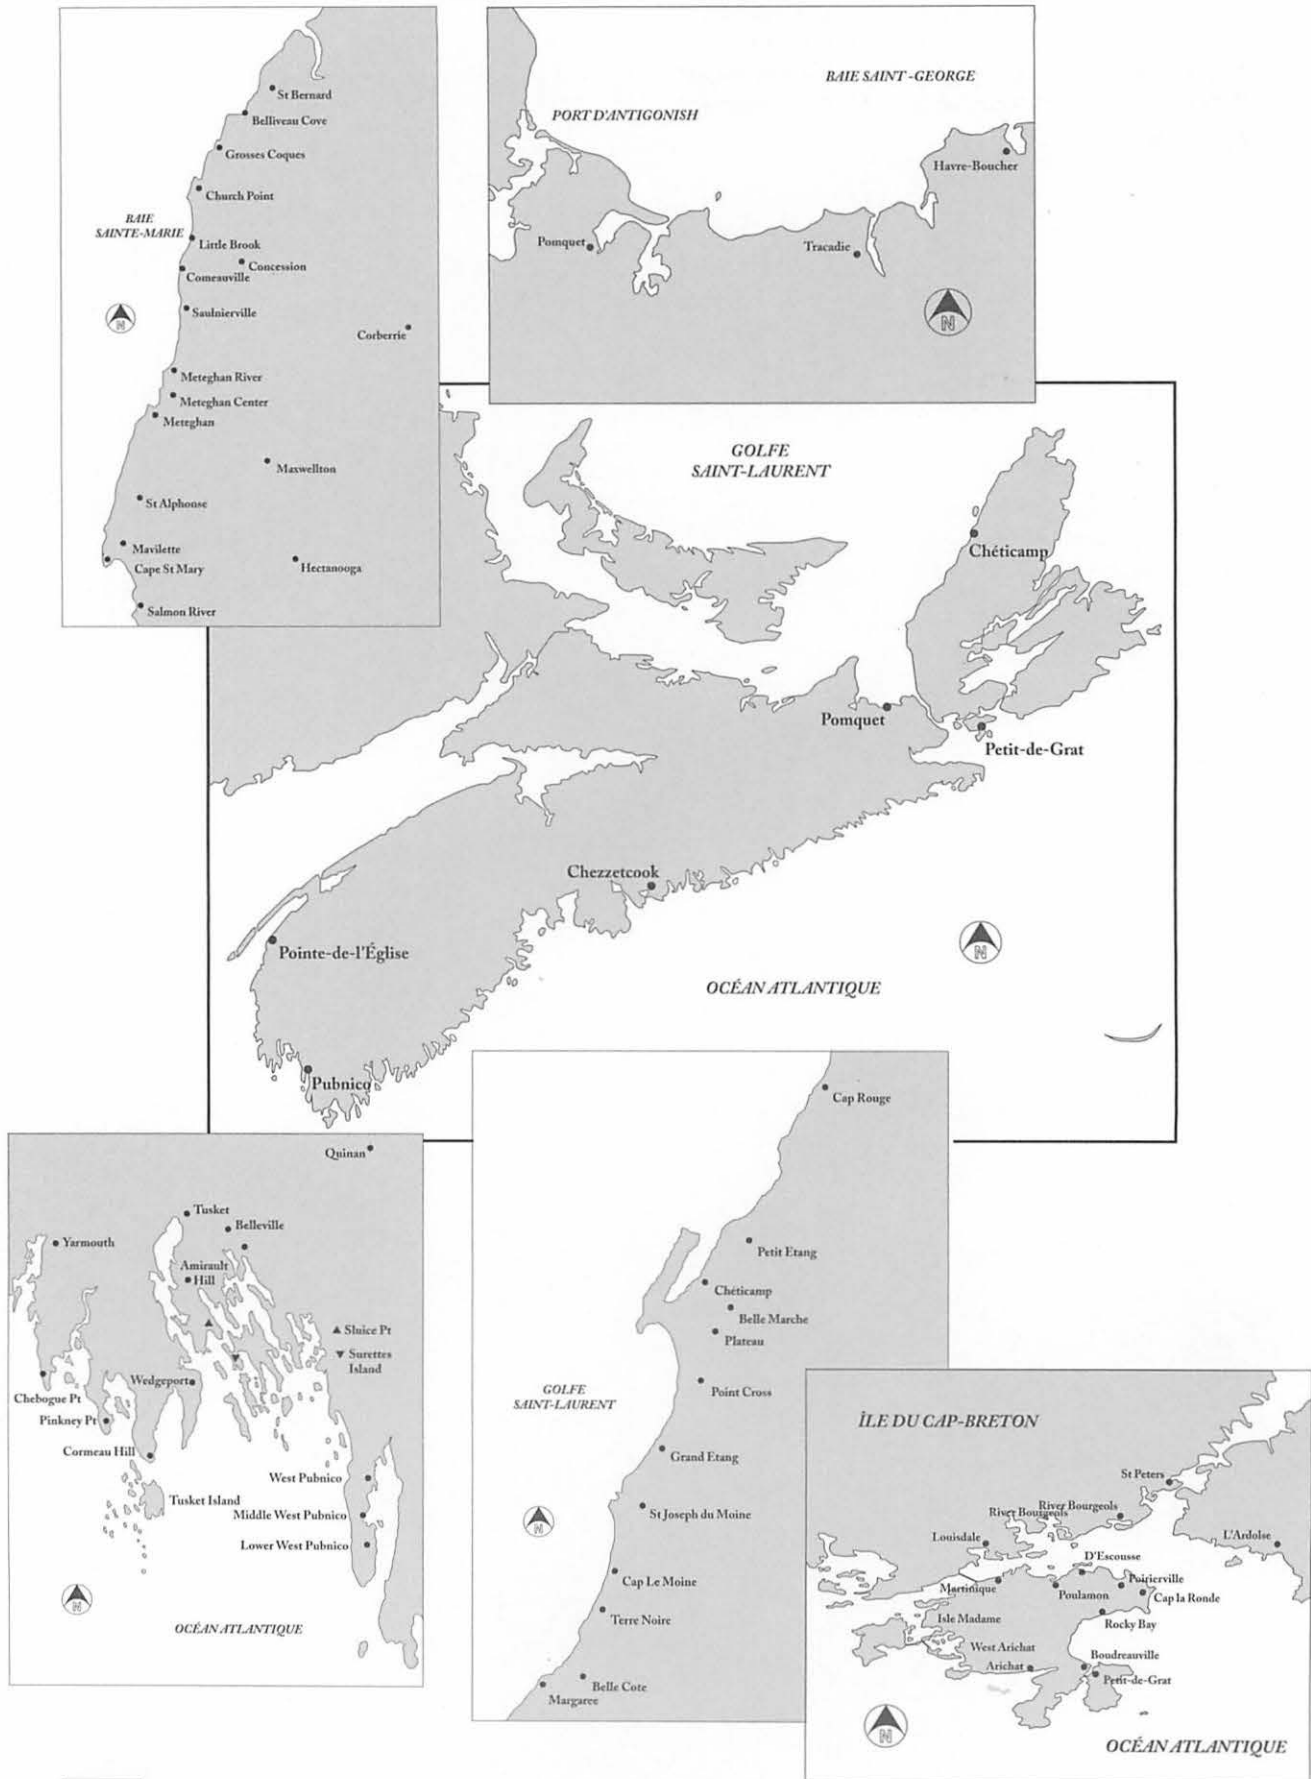 St Bernard
Belliveau Cove
Grosses Coques
Church Point
BAIE
SAINTE-MARIE
Little Brook
Concession
Comeauville
Saulnierville
N
Corberrie
Meteghan River
Meteghan Center
Meteghan
Maxwellton
St Alphonse
Mavilette
Cape St Mary
Hectanooga
Salmon River
BAIE SAINT-GEORGE
PORT D'ANTIGONISH
Havre-Boucher
Pomquet
Tracadie
N
GOLFE
SAINT-LAURENT
Chéticamp
Pomquet
Petit-de-Grat
Chezzetcook
Pointe-de-l'Église
N
OCÉAN ATLANTIQUE
Pubnico
Quinan
Tusket
Belleville
Yarmouth
Amirault
Hill
Sluice Pt
Surettes
Island
Wedgeport
Chebogue Pt
Pinkney Pt
Cormeau Hill
West Pubnico
Tusket Island
Middle West Pubnico
Lower West Pubnico
N
OCÉAN ATLANTIQUE
Cap Rouge
Petit Etang
Chéticamp
Belle Marche
Plateau
Point Cross
GOLFE
SAINT-LAURENT
Grand Etang
St Joseph du Moine
N
Cap Le Moine
Terre Noire
Belle Cote
Margaree
ÎLE DU CAP-BRETON
St Peters
River Bourgeois
River Bourgeois
Louisdale
L'Ardoise
D'Escousse
Martinique
Poulamon
Poirierville
Cap la Ronde
Isle Madame
Rocky Bay
West Arichat
Arichat
Boudreauville
Petit-de-Grat
N
OCÉAN ATLANTIQUE